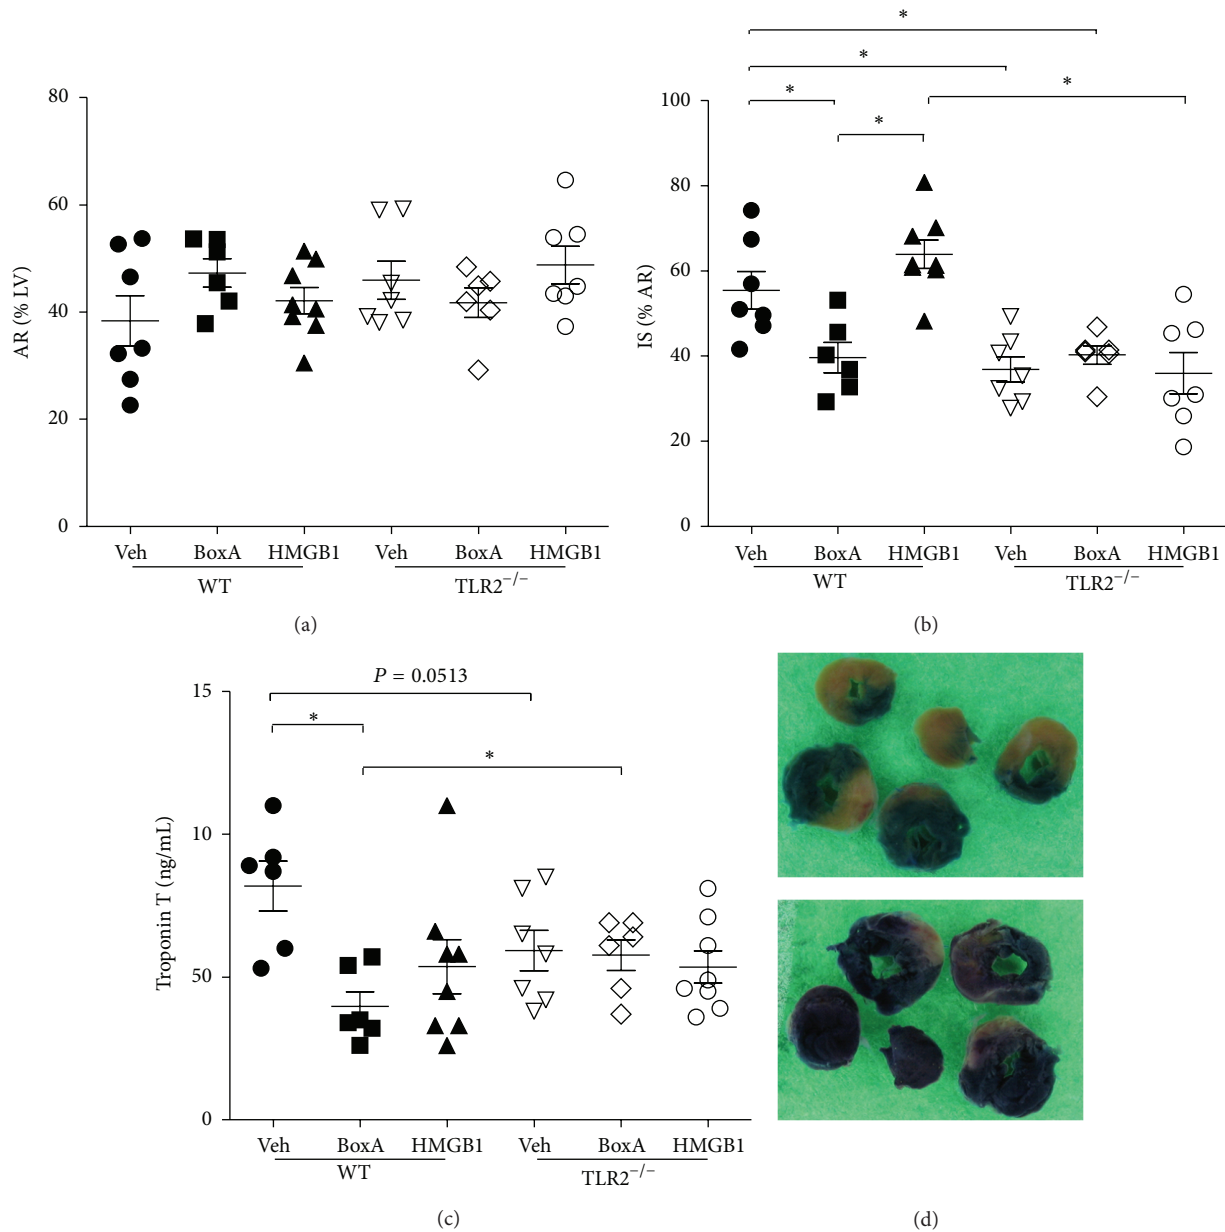 80
60
40
20
0
AR (% LV)
Veh BoxA HMGB1 Veh BoxA HMGB1
WT TLR2−/−
(a)
*
*
*
*
*
100
80
60
40
20
0
IS (% AR)
Veh BoxA HMGB1 Veh BoxA HMGB1
WT TLR2−/−
(b)
P = 0.0513
*
*
15
10
50
0
Troponin T (ng/mL)
Veh BoxA HMGB1 Veh BoxA HMGB1
WT TLR2−/−
(c)
(d)